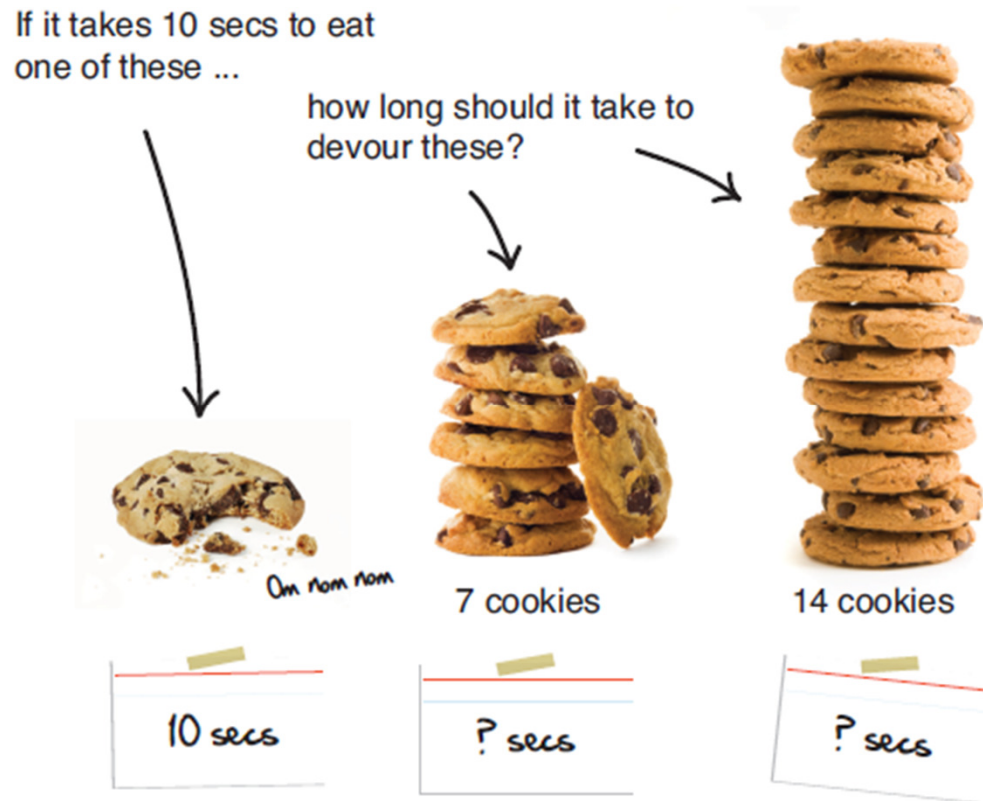 If it takes 10 secs to eat
one of these ...
how long should it take to
devour these?
Om nom nom
7 cookies
14 cookies
10 secs
? secs
? secs